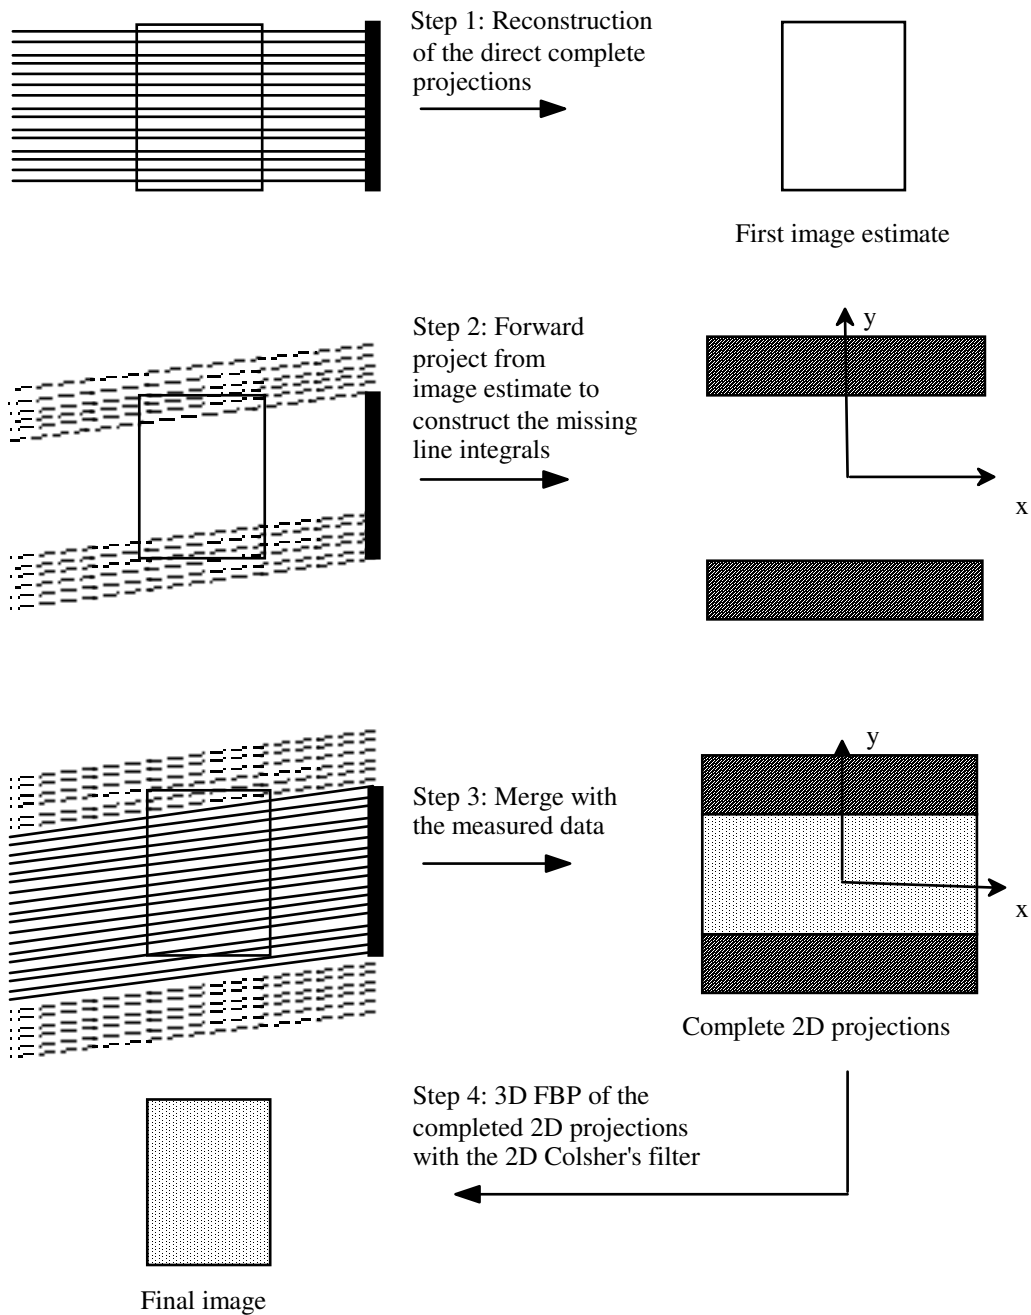 Step 1: Reconstruction
of the direct complete
projections
First image estimate
Step 2: Forward
project from
image estimate to
construct the missing
line integrals
y
x
Step 3: Merge with
the measured data
y
x
Complete 2D projections
Step 4: 3D FBP of the
completed 2D projections
with the 2D Colsher's filter
Final image